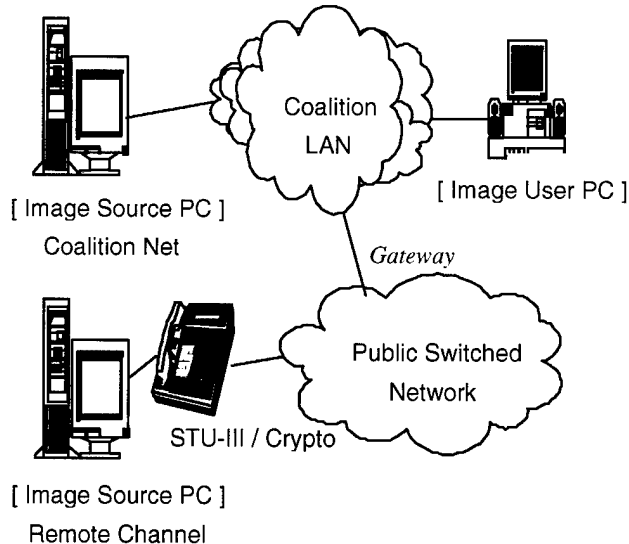 Coalition
LAN
[ Image Source PC ]
Coalition Net
[ Image User PC ]
Gateway
Public Switched
Network
STU-III / Crypto
[ Image Source PC ]
Remote Channel